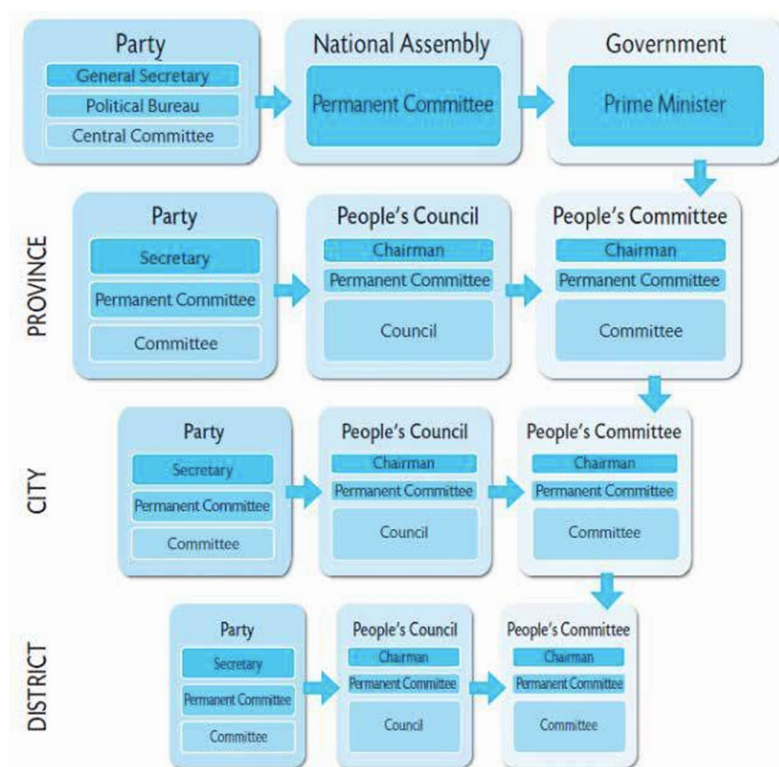 Party
General Secretary
Political Bureau
Central Committee
National Assembly
Permanent Committee
Government
Prime Minister
PROVINCE
Party
Secretary
Permanent Committee
Committee
People's Council
Chairman
Permanent Committee
Council
People's Committee
Chairman
Permanent Committee
Committee
CITY
Party
Secretary
Permanent Committee
Committee
People's Council
Chairman
Permanent Committee
Council
People's Committee
Chairman
Permanent Committee
Committee
DISTRICT
Party
Secretary
Permanent Committee
Committee
People's Council
Chairman
Permanent Committee
Council
People's Committee
Chairman
Permanent Committee
Committee